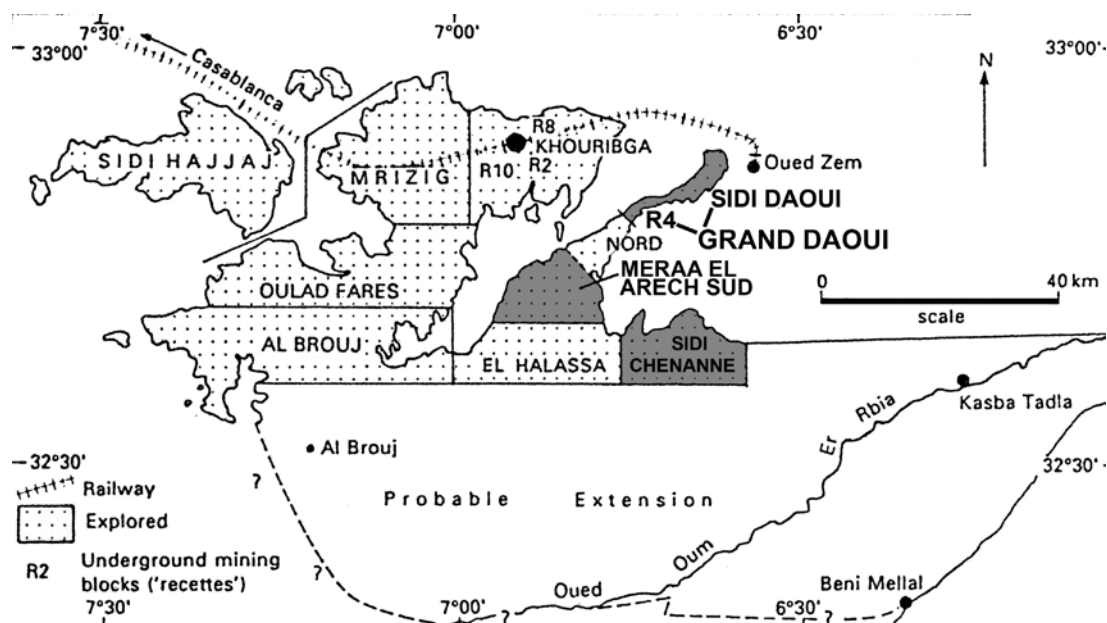 7°30'
7°00'
6°30'
33°00'
33°00'
N
Casablanca
R8
KHOURIBGA
SIDI HAJJAJ
MRIZIG
R10
R2
Oued Zem
SIDI DAOUI
R4
GRAND DAOUI
NORD
MERAA EL
ARECH SUD
0
40 km
scale
OULAD FARES
AL BROUJ
EL HALASSA
SIDI
CHENANNE
Kasba Tadla
Al Brouj
32°30'
32°30'
?
Railway
Explored
R2
Underground mining
blocks ('recettes')
Probable Extension
Oued Oum Er Rbia
Beni Mellal
?
7°30'
7°00'
?
6°30'
?